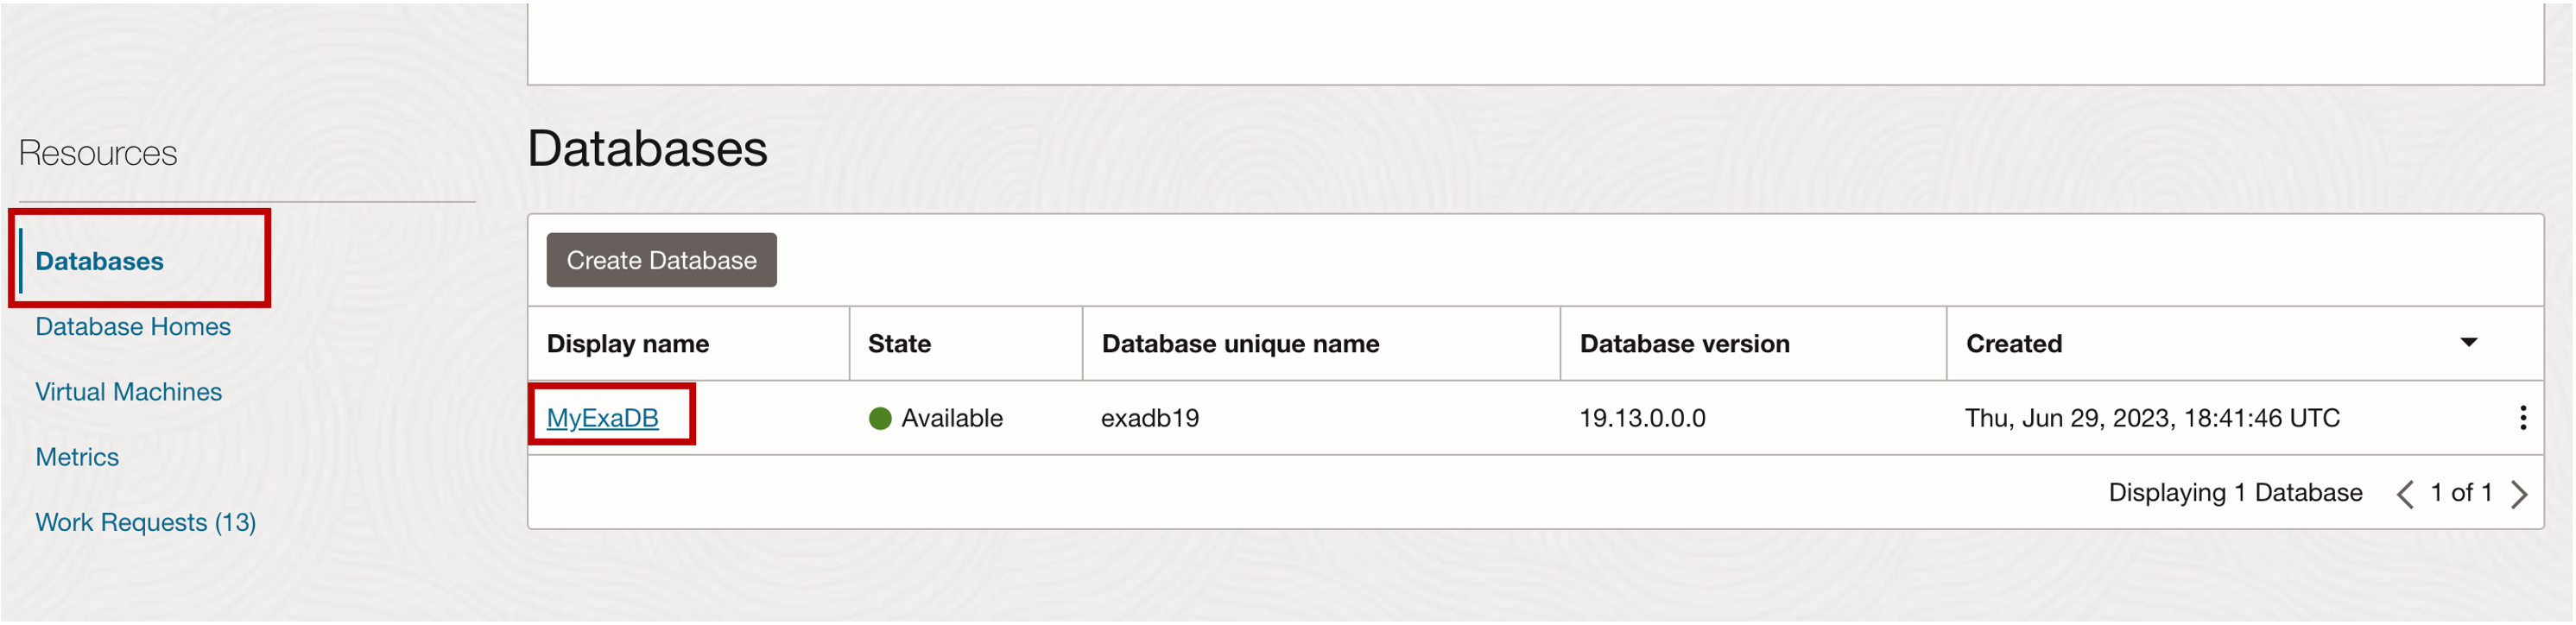 Resources
Databases
Database Homes
Virtual Machines
Metrics
Work Requests (13)
Databases
Create Database
Display name State Database unique name Database version Created
MyExaDB Available exadb19 19.13.0.0.0 Thu, Jun 29, 2023, 18:41:46 UTC
Displaying 1 Database 1 of 1